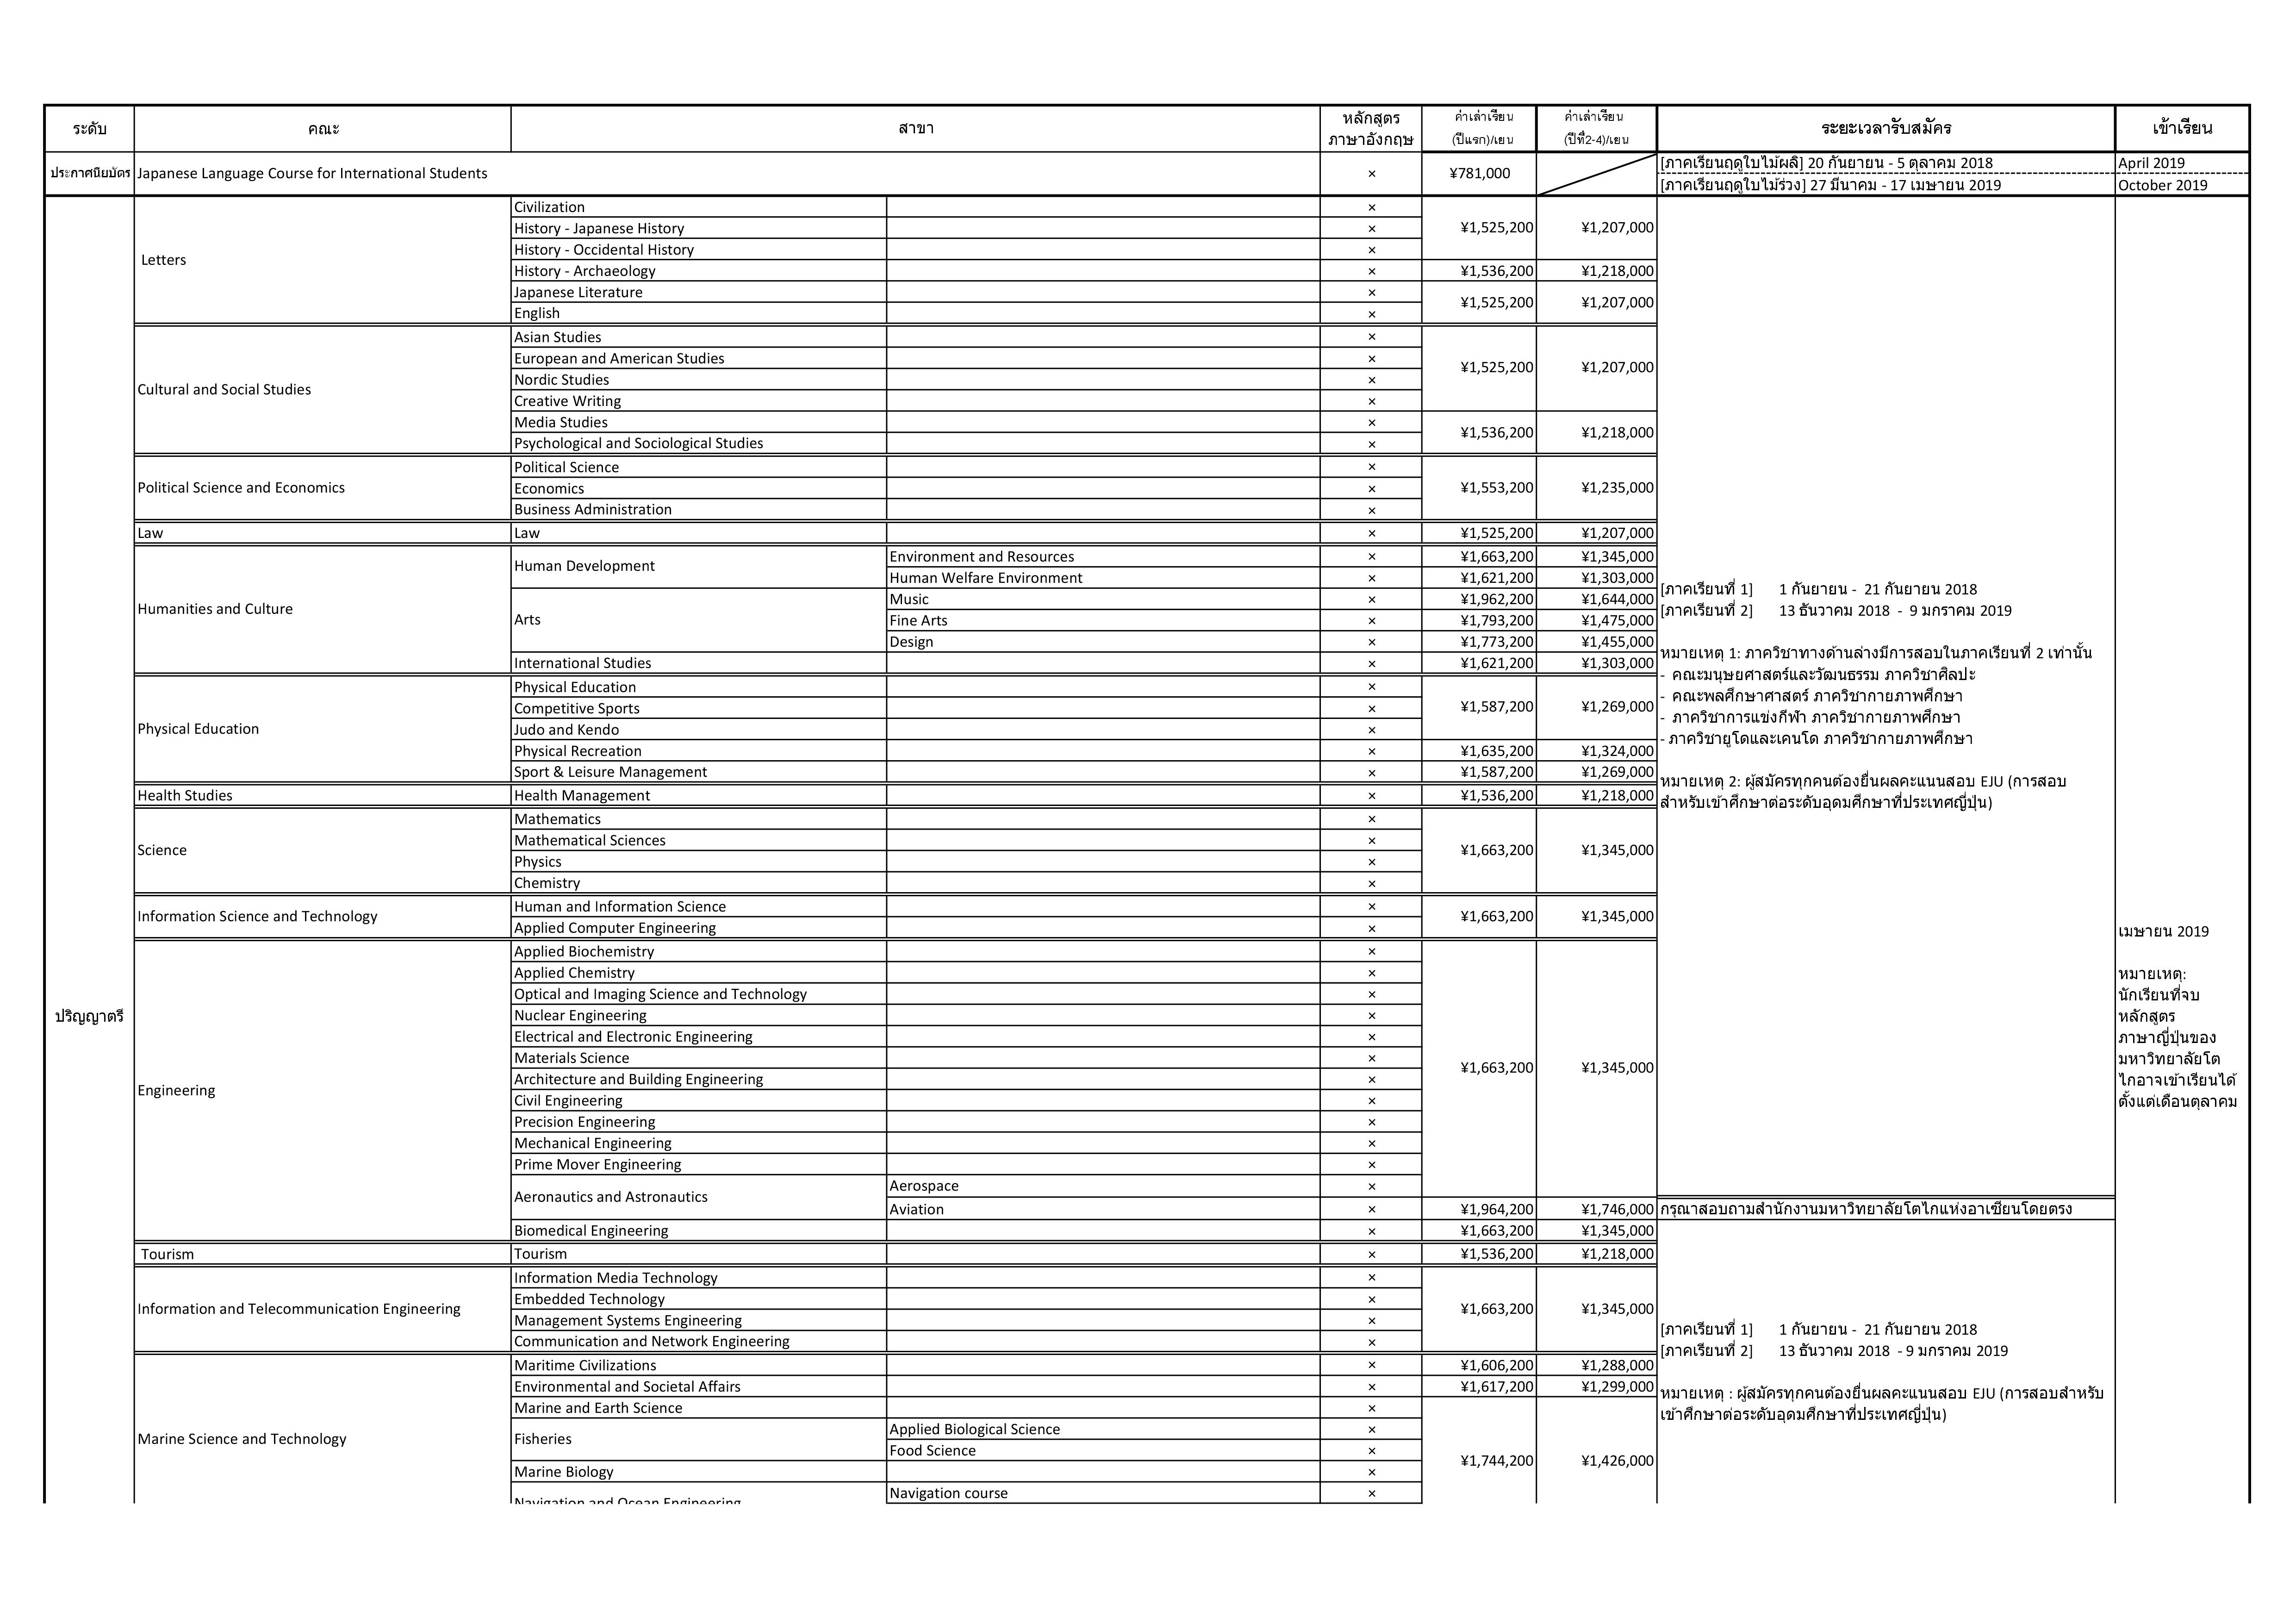 ระดับ คณะ สาขา หลักสูตร ภาษาอังกฤษ ค่าเล่าเรียน (ปีแรก)/เยน ค่าเล่าเรียน (ปีที่2-4)/เยน ระยะเวลารับสมัคร เข้าเรียน
ประกาศนียบัตร Japanese Language Course for International Students × ¥781,000
[ภาคเรียนฤดูใบไม้ผลิ] 20 กันยายน - 5 ตุลาคม 2018 April 2019
[ภาคเรียนฤดูใบไม้ร่วง] 27 มีนาคม - 17 เมษายน 2019 October 2019
ปริญญาตรี
Letters
Civilization ×
History - Japanese History × ¥1,525,200 ¥1,207,000
History - Occidental History ×
History - Archaeology × ¥1,536,200 ¥1,218,000
Japanese Literature ×
¥1,525,200 ¥1,207,000
English ×
Cultural and Social Studies
Asian Studies ×
European and American Studies ×
¥1,525,200 ¥1,207,000
Nordic Studies ×
Creative Writing ×
Media Studies ×
¥1,536,200 ¥1,218,000
Psychological and Sociological Studies ×
Political Science and Economics
Political Science ×
Economics × ¥1,553,200 ¥1,235,000
Business Administration ×
Law Law × ¥1,525,200 ¥1,207,000
Humanities and Culture
Human Development
Environment and Resources × ¥1,663,200 ¥1,345,000
Human Welfare Environment × ¥1,621,200 ¥1,303,000
Arts
Music × ¥1,962,200 ¥1,644,000
Fine Arts × ¥1,793,200 ¥1,475,000
Design × ¥1,773,200 ¥1,455,000
International Studies × ¥1,621,200 ¥1,303,000
Physical Education
Physical Education ×
Competitive Sports × ¥1,587,200 ¥1,269,000
Judo and Kendo ×
Physical Recreation × ¥1,635,200 ¥1,324,000
Sport & Leisure Management × ¥1,587,200 ¥1,269,000
Health Studies Health Management × ¥1,536,200 ¥1,218,000
Science
Mathematics ×
Mathematical Sciences ×
¥1,663,200 ¥1,345,000
Physics ×
Chemistry ×
Information Science and Technology
Human and Information Science ×
¥1,663,200 ¥1,345,000
Applied Computer Engineering ×
Engineering
Applied Biochemistry ×
Applied Chemistry ×
Optical and Imaging Science and Technology ×
Nuclear Engineering ×
Electrical and Electronic Engineering ×
Materials Science ×
¥1,663,200 ¥1,345,000
Architecture and Building Engineering ×
Civil Engineering ×
Precision Engineering ×
Mechanical Engineering ×
Prime Mover Engineering ×
Aeronautics and Astronautics
Aerospace ×
Aviation × ¥1,964,200 ¥1,746,000 กรุณาสอบถามสำนักงานมหาวิทยาลัยโตไกแห่งอาเซียนโดยตรง
Biomedical Engineering × ¥1,663,200 ¥1,345,000
Tourism Tourism × ¥1,536,200 ¥1,218,000
Information and Telecommunication Engineering
Information Media Technology ×
Embedded Technology ×
¥1,663,200 ¥1,345,000
Management Systems Engineering ×
Communication and Network Engineering ×
Marine Science and Technology
Maritime Civilizations × ¥1,606,200 ¥1,288,000
Environmental and Societal Affairs × ¥1,617,200 ¥1,299,000
Marine and Earth Science ×
Fisheries
Applied Biological Science ×
Food Science ×
¥1,744,200 ¥1,426,000
Marine Biology ×
Navigation and Ocean Engineering
Navigation course ×
[ภาคเรียนที่ 1] 1 กันยายน - 21 กันยายน 2018
[ภาคเรียนที่ 2] 13 ธันวาคม 2018 - 9 มกราคม 2019
หมายเหตุ 1: ภาควิชาทางด้านล่างมีการสอบในภาคเรียนที่ 2 เท่านั้น
- คณะมนุษยศาสตร์และวัฒนธรรม ภาควิชาศิลปะ
- คณะพลศึกษาศาสตร์ ภาควิชากายภาพศึกษา
- ภาควิชาการแข่งกีฬา ภาควิชากายภาพศึกษา
- ภาควิชายูโดและเคนโด ภาควิชากายภาพศึกษา
หมายเหตุ 2: ผู้สมัครทุกคนต้องยื่นผลคะแนนสอบ EJU (การสอบ
สำหรับเข้าศึกษาต่อระดับอุดมศึกษาที่ประเทศญี่ปุ่น)
[ภาคเรียนที่ 1] 1 กันยายน - 21 กันยายน 2018
[ภาคเรียนที่ 2] 13 ธันวาคม 2018 - 9 มกราคม 2019
หมายเหตุ : ผู้สมัครทุกคนต้องยื่นผลคะแนนสอบ EJU (การสอบสำหรับ
เข้าศึกษาต่อระดับอุดมศึกษาที่ประเทศญี่ปุ่น)
เมษายน 2019
หมายเหตุ:
นักเรียนที่จบ
หลักสูตร
ภาษาญี่ปุ่นของ
มหาวิทยาลัยโต
ไกอาจเข้าเรียนได้
ตั้งแต่เดือนตุลาคม